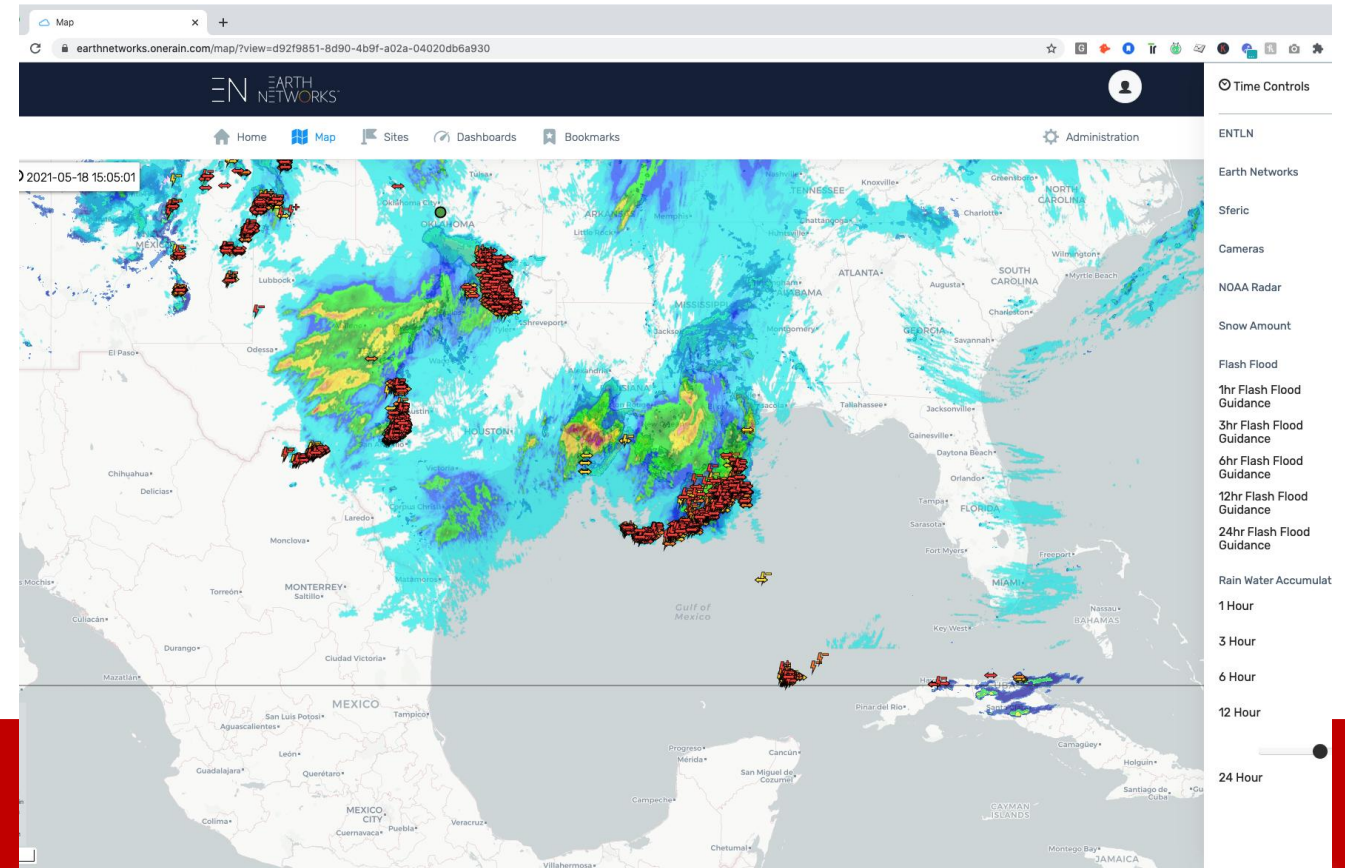 Map
earthnetworks.onerain.com/map/?view=d92f9851-8d90-4b9f-a02a-04020db6a930
EN EARTH
NETWORKS
Home Map Sites Dashboards Bookmarks Administration
2021-05-18 15:05:01
Time Controls
ENTLN
Earth Networks
Sferic
Cameras
NOAA Radar
Snow Amount
Flash Flood
1hr Flash Flood
Guidance
3hr Flash Flood
Guidance
6hr Flash Flood
Guidance
12hr Flash Flood
Guidance
24hr Flash Flood
Guidance
Rain Water Accumulat
1 Hour
3 Hour
6 Hour
12 Hour
24 Hour
Tulsa
Oklahoma City
OKLAHOMA
ARKANSAS
Little Rock
Memphis
Nashville
TENNESSEE
Knoxville
Chattanooga
Huntsville
Greensboro
NORTH
CAROLINA
Charlotte
Wilmington
Myrtle Beach
SOUTH
CAROLINA
ATLANTA
Augusta
Charleston
ALABAMA
MISSISSIPPI
Montgomery
GEORGIA
Savannah
Lubbock
Shreveport
Jackson
El Paso
Odessa
Alexandria
Tallahassee
Jacksonville
HOUSTON
Gainesville
Daytona Beach
Chihuahua
Delicias
Victoria
Corpus Christi
Orlando
Tampa
FLORIDA
Sarasota
Laredo
Monclova
Fort Myers
Freeport
Torreón
MONTERREY
Saltillo
Matamoros
MIAMI
Gulf of
Mexico
Nassau
BAHAMAS
Culiacán
Key West
Durango
Ciudad Victoria
Mazatlán
MEXICO
San Luis Potosí
Tampico
Aguascalientes
Pinar del Río
CUBA
León
Guadalajara
Querétaro
Progreso
Mérida
Cancún
San Miguel de
Cozumel
Camagüey
Holguín
Santiago de
Cuba
Campeche
MEXICO
CITY
Colima
Cuernavaca
Puebla
Veracruz
CAYMAN
ISLANDS
Chetumal
Villahermosa
Montego Bay
JAMAICA